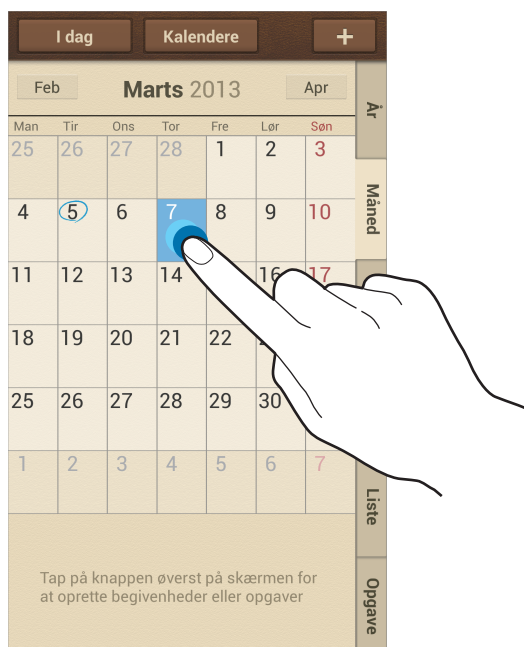 I dag Kalendere +
Feb Marts 2013 Apr
Man Tir Ons Tor Fre Lør Søn
25 26 27 28 1 2 3
4 5 6 7 8 9 10
11 12 13 14 16 17
18 19 20 21 22
25 26 27 28 29 30
1 2 3 4 5 6 7
År
Måned
Liste
Opgave
Tap på knappen øverst på skærmen for
at oprette begivenheder eller opgaver